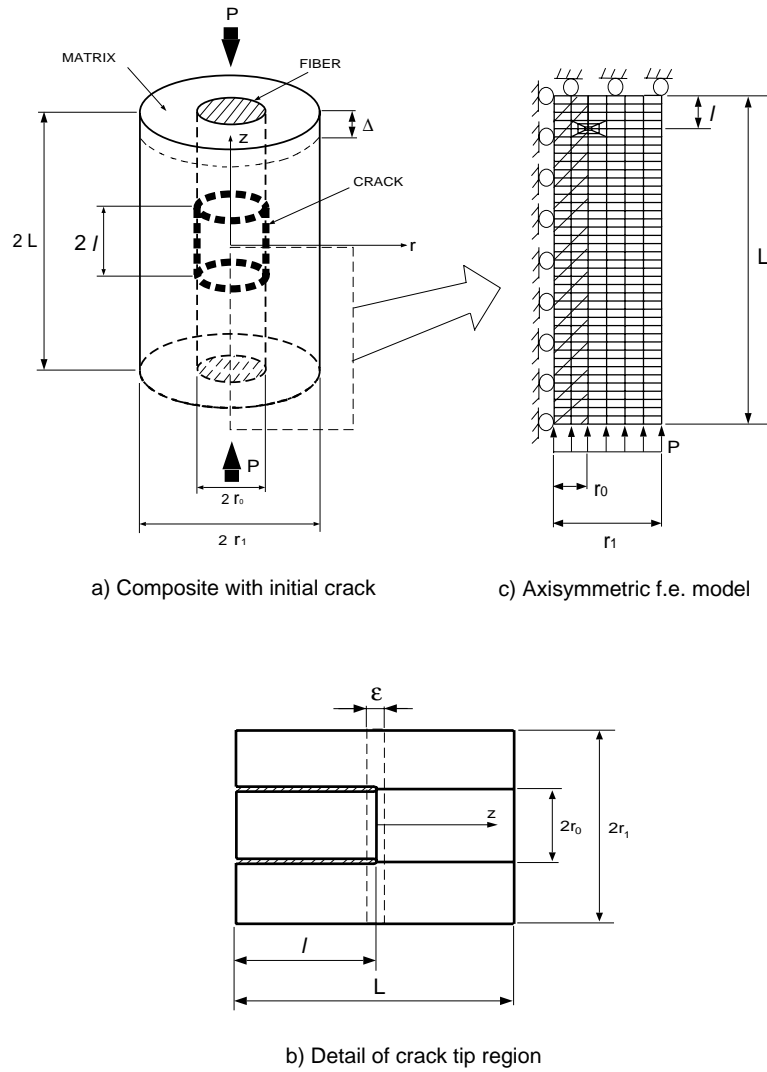 P
MATRIX
FIBER
Δ
z
CRACK
2 L
2 l
r
P
2 r₀
2 r₁
a) Composite with initial crack
l
L
P
r₀
r₁
c) Axisymmetric f.e. model
ε
z
2r₀
2r₁
l
L
b) Detail of crack tip region